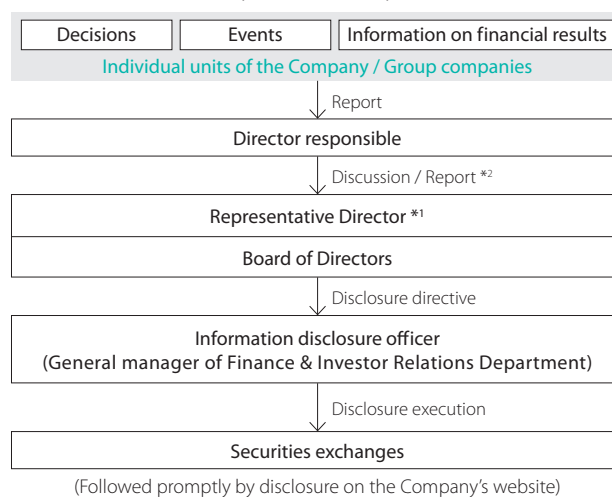 Decisions
Events
Information on financial results
Individual units of the Company / Group companies
Report
Director responsible
Discussion / Report *2
Representative Director *1
Board of Directors
Disclosure directive
Information disclosure officer
(General manager of Finance & Investor Relations Department)
Disclosure execution
Securities exchanges
(Followed promptly by disclosure on the Company’s website)